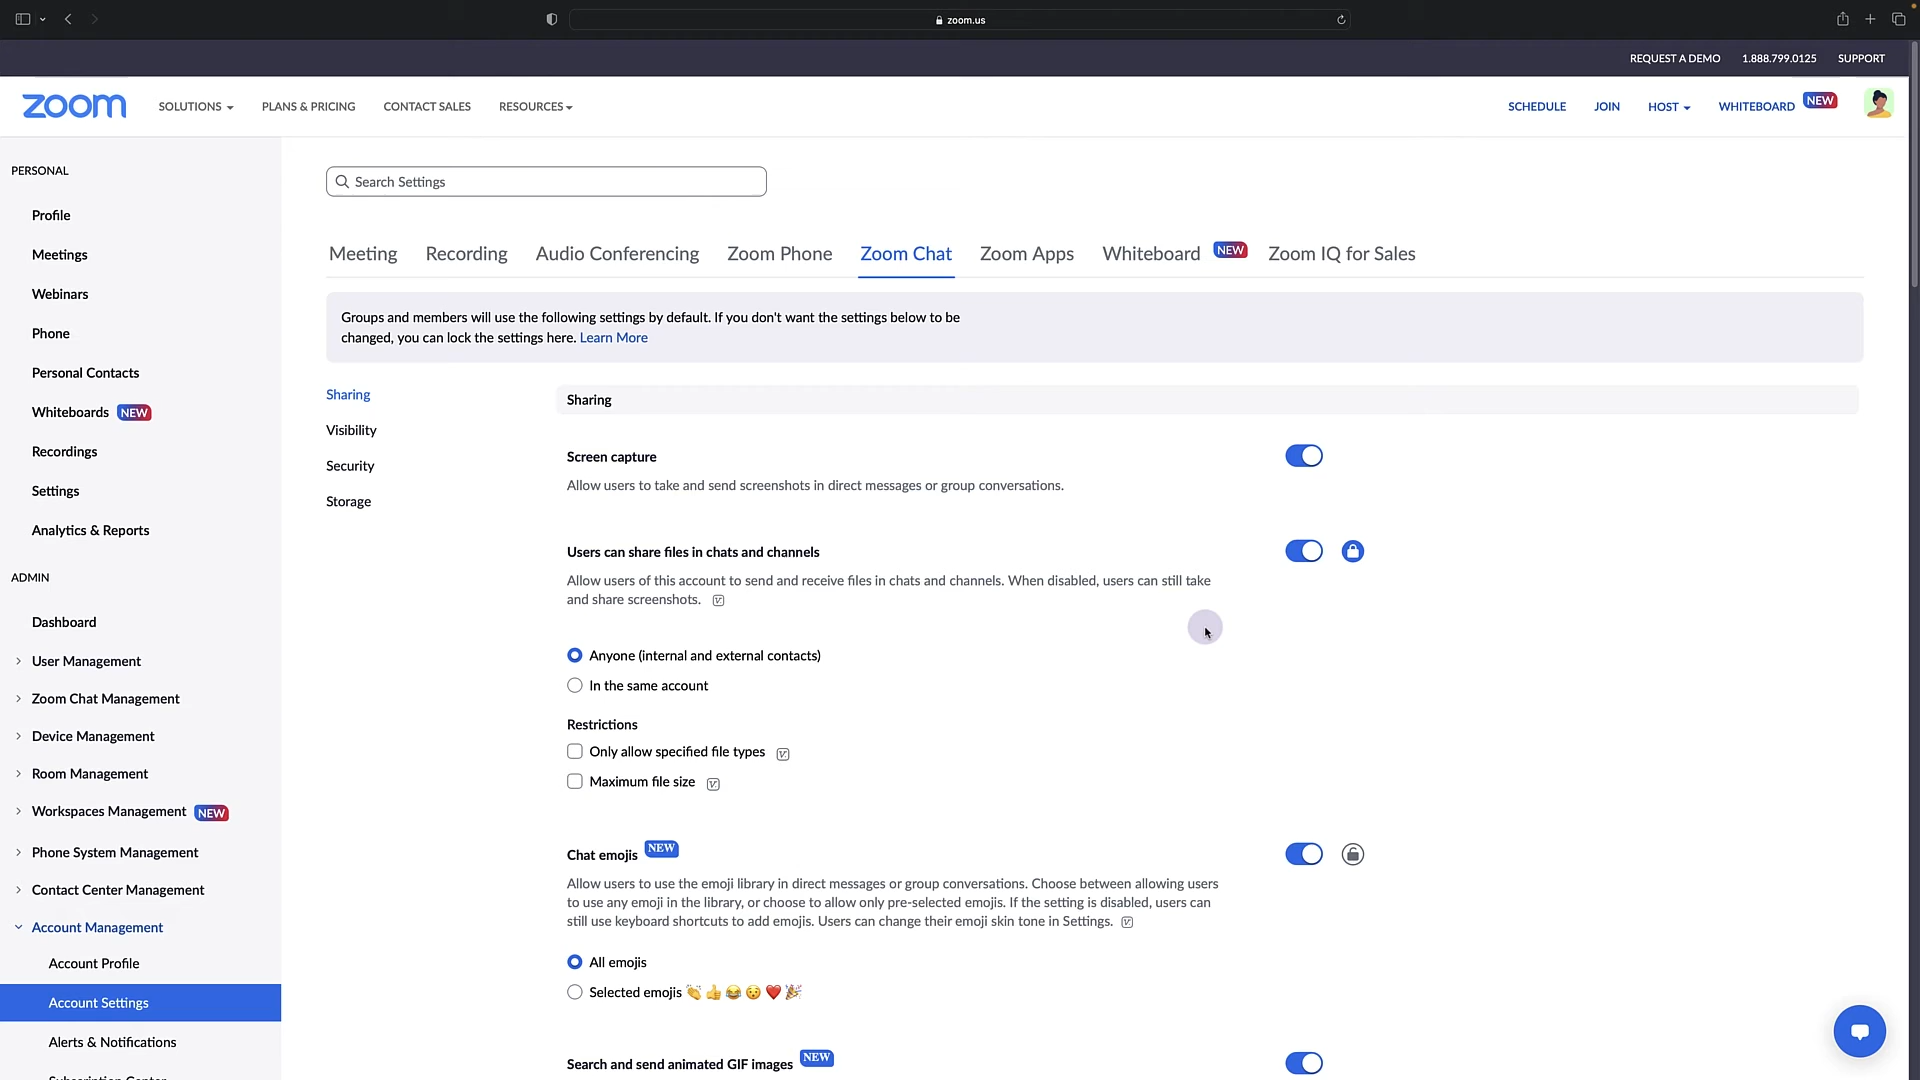 zoom.us
REQUEST A DEMO 1.888.799.0125 SUPPORT
zoom SOLUTIONS PLANS & PRICING CONTACT SALES RESOURCES SCHEDULE JOIN HOST WHITEBOARD NEW
PERSONAL
Profile
Meetings
Webinars
Phone
Personal Contacts
Whiteboards NEW
Recordings
Settings
Analytics & Reports
ADMIN
Dashboard
User Management
Zoom Chat Management
Device Management
Room Management
Workspaces Management NEW
Phone System Management
Contact Center Management
Account Management
Account Profile
Account Settings
Alerts & Notifications
Search Settings
Meeting Recording Audio Conferencing Zoom Phone Zoom Chat Zoom Apps Whiteboard NEW Zoom IQ for Sales
Groups and members will use the following settings by default. If you don't want the settings below to be
changed, you can lock the settings here. Learn More
Sharing
Visibility
Security
Storage
Sharing
Screen capture
Allow users to take and send screenshots in direct messages or group conversations.
Users can share files in chats and channels
Allow users of this account to send and receive files in chats and channels. When disabled, users can still take
and share screenshots.
Anyone (internal and external contacts)
In the same account
Restrictions
Only allow specified file types
Maximum file size
Chat emojis NEW
Allow users to use the emoji library in direct messages or group conversations. Choose between allowing users
to use any emoji in the library, or choose to allow only pre-selected emojis. If the setting is disabled, users can
still use keyboard shortcuts to add emojis. Users can change their emoji skin tone in Settings.
All emojis
Selected emojis 👏👍😂😯❤️🎉
Search and send animated GIF images NEW